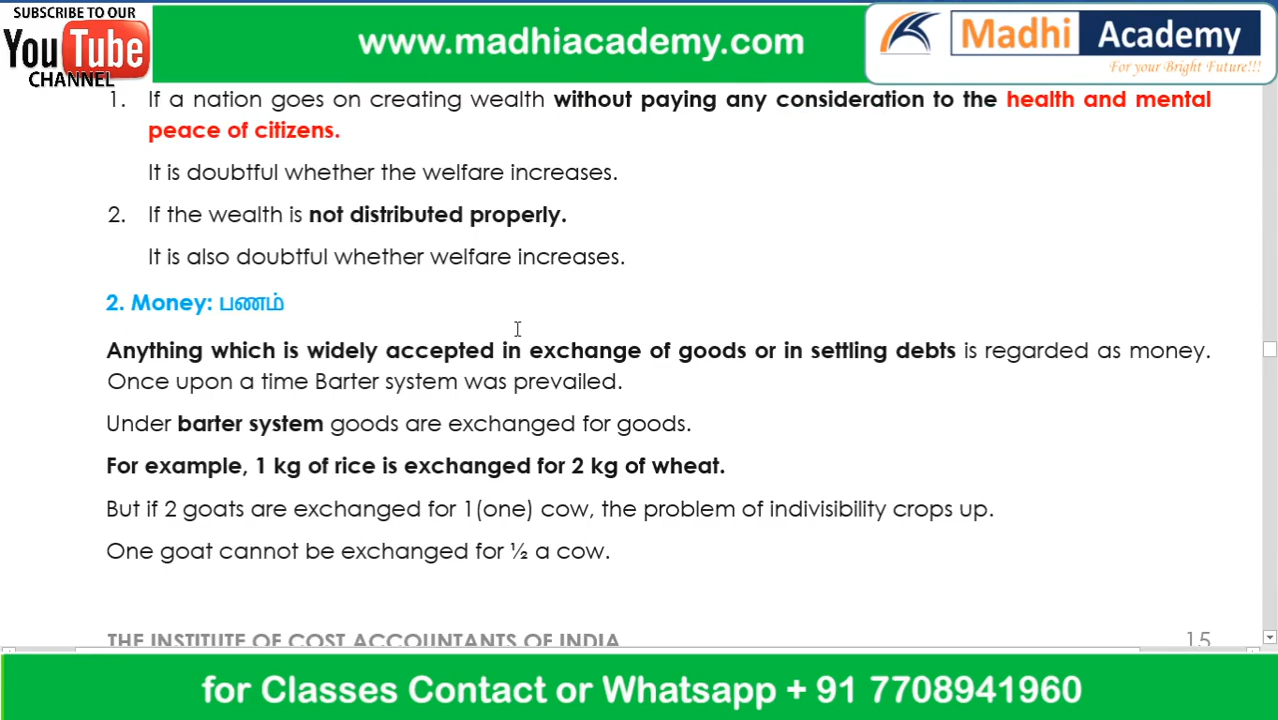 SUBSCRIBE TO OUR
YouTube
CHANNEL
www.madhiacademy.com
Madhi Academy
For your Bright Future!!!
1. If a nation goes on creating wealth without paying any consideration to the health and mental
peace of citizens.
It is doubtful whether the welfare increases.
2. If the wealth is not distributed properly.
It is also doubtful whether welfare increases.
2. Money: பணம்
Anything which is widely accepted in exchange of goods or in settling debts is regarded as money.
Once upon a time Barter system was prevailed.
Under barter system goods are exchanged for goods.
For example, 1 kg of rice is exchanged for 2 kg of wheat.
But if 2 goats are exchanged for 1(one) cow, the problem of indivisibility crops up.
One goat cannot be exchanged for ½ a cow.
THE INSTITUTE OF COST ACCOUNTANTS OF INDIA 15
for Classes Contact or Whatsapp + 91 7708941960